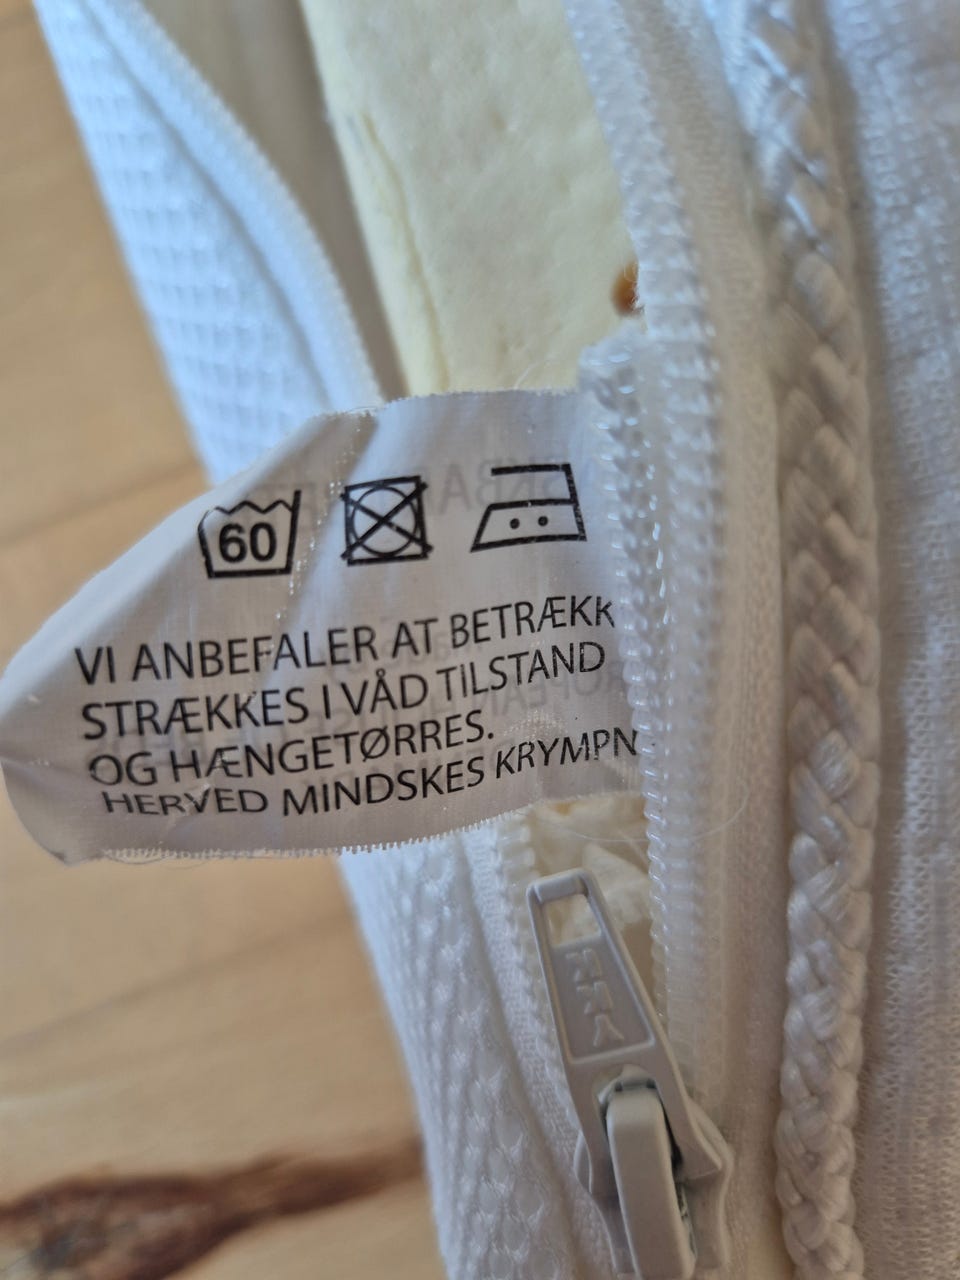 60
VI ANBEFALER AT BETRÆKK
STRÆKKES I VÅD TILSTAND
OG HÆNGETØRRES.
HERVED MINDSKES KRYMPN